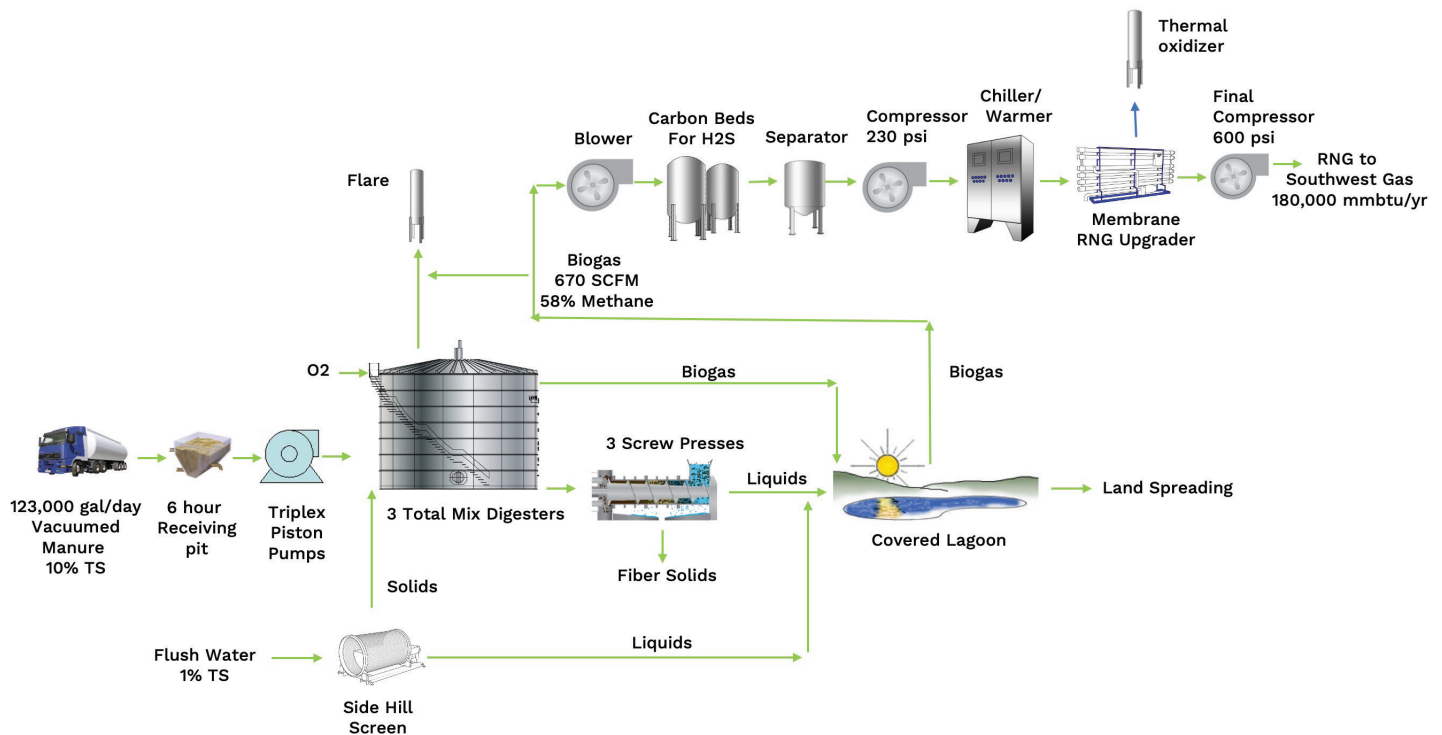 Thermal
oxidizer
Chiller/
Warmer
Final
Compressor
600 psi
Carbon Beds
For H2S
Compressor
230 psi
Blower
Separator
RNG to
Southwest Gas
180,000 mmbtu/yr
Flare
Membrane
RNG Upgrader
Biogas
670 SCFM
58% Methane
O2
Biogas
Biogas
3 Screw Presses
Liquids
Land Spreading
123,000 gal/day
Vacuumed
Manure
10% TS
6 hour
Receiving
pit
Triplex
Piston
Pumps
3 Total Mix Digesters
Covered Lagoon
Fiber Solids
Solids
Flush Water
1% TS
Liquids
Side Hill
Screen